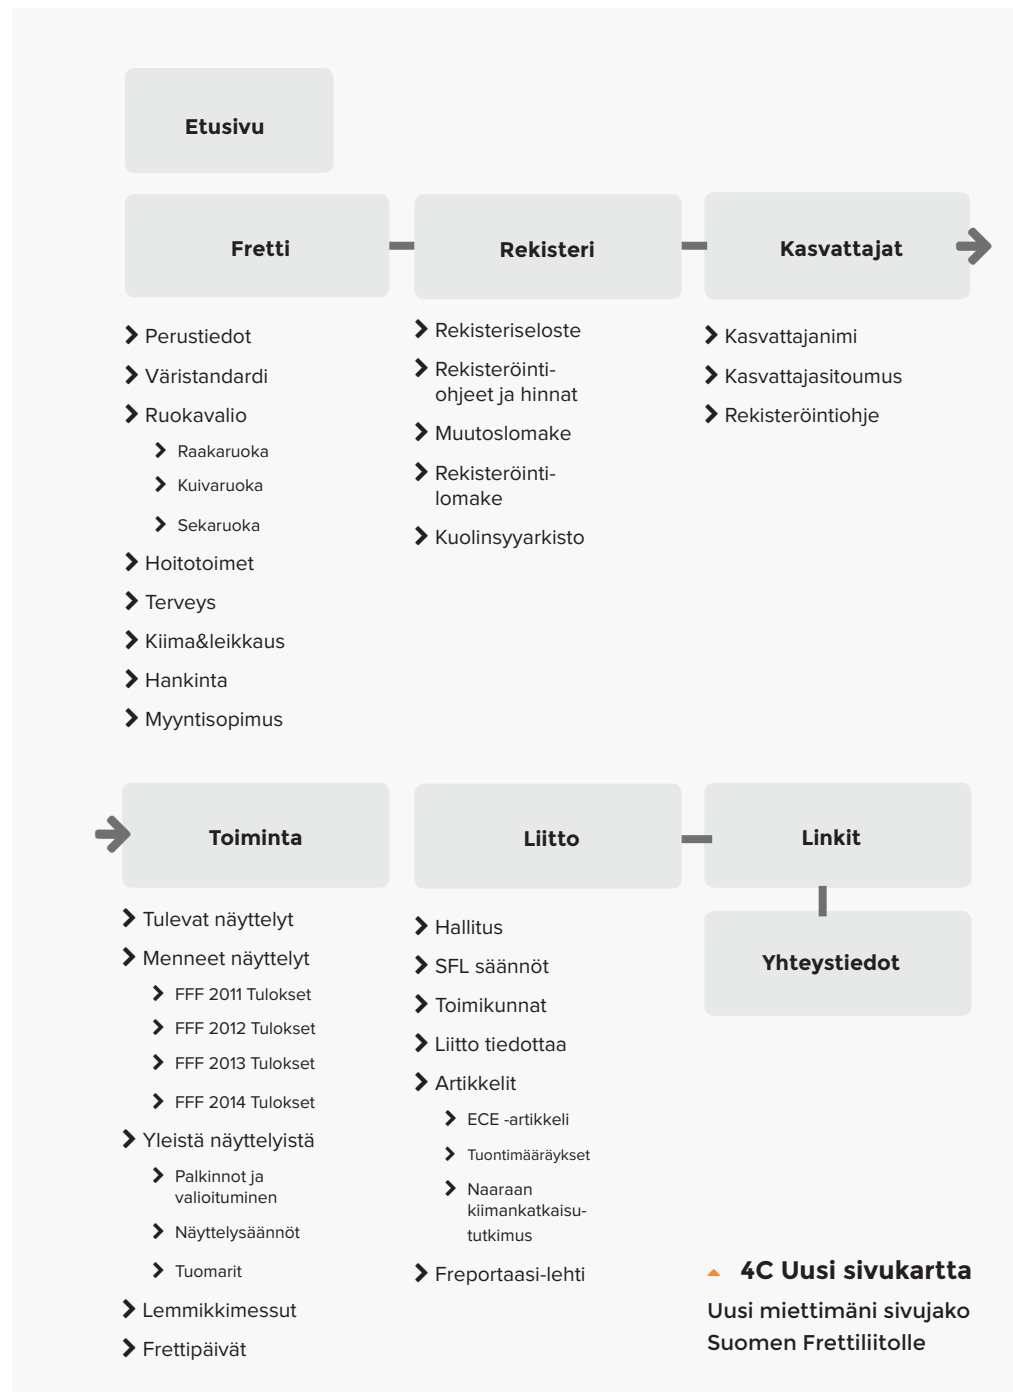 Etusivu
Fretti
Perustiedot
Väristandardi
Ruokavalio
Raakaruoka
Kuivaruoka
Sekaruoka
Hoitotoimet
Terveys
Kiima&leikkaus
Hankinta
Myyntisopimus
Rekisteri
Rekisteriseloste
Rekisteröinti-
ohjeet ja hinnat
Muutoslomake
Rekisteröinti-
lomake
Kuolinsyyarkisto
Kasvattajat
Kasvattajanimi
Kasvattajasitoumus
Rekisteröintiohje
Toiminta
Tulevat näyttelyt
Menneet näyttelyt
FFF 2011 Tulokset
FFF 2012 Tulokset
FFF 2013 Tulokset
FFF 2014 Tulokset
Yleistä näyttelyistä
Palkinnot ja
valioituminen
Näyttelysäännöt
Tuomarit
Lemmikkimessut
Frettipäivät
Liitto
Hallitus
SFL säännöt
Toimikunnat
Liitto tiedottaa
Artikkelit
ECE -artikkeli
Tuontimääräykset
Naaraan
kiimankatkaisu-
tutkimus
Freportaasi-lehti
Linkit
Yhteystiedot
4C Uusi sivukartta
Uusi miettimäni sivujako
Suomen Frettiliitolle